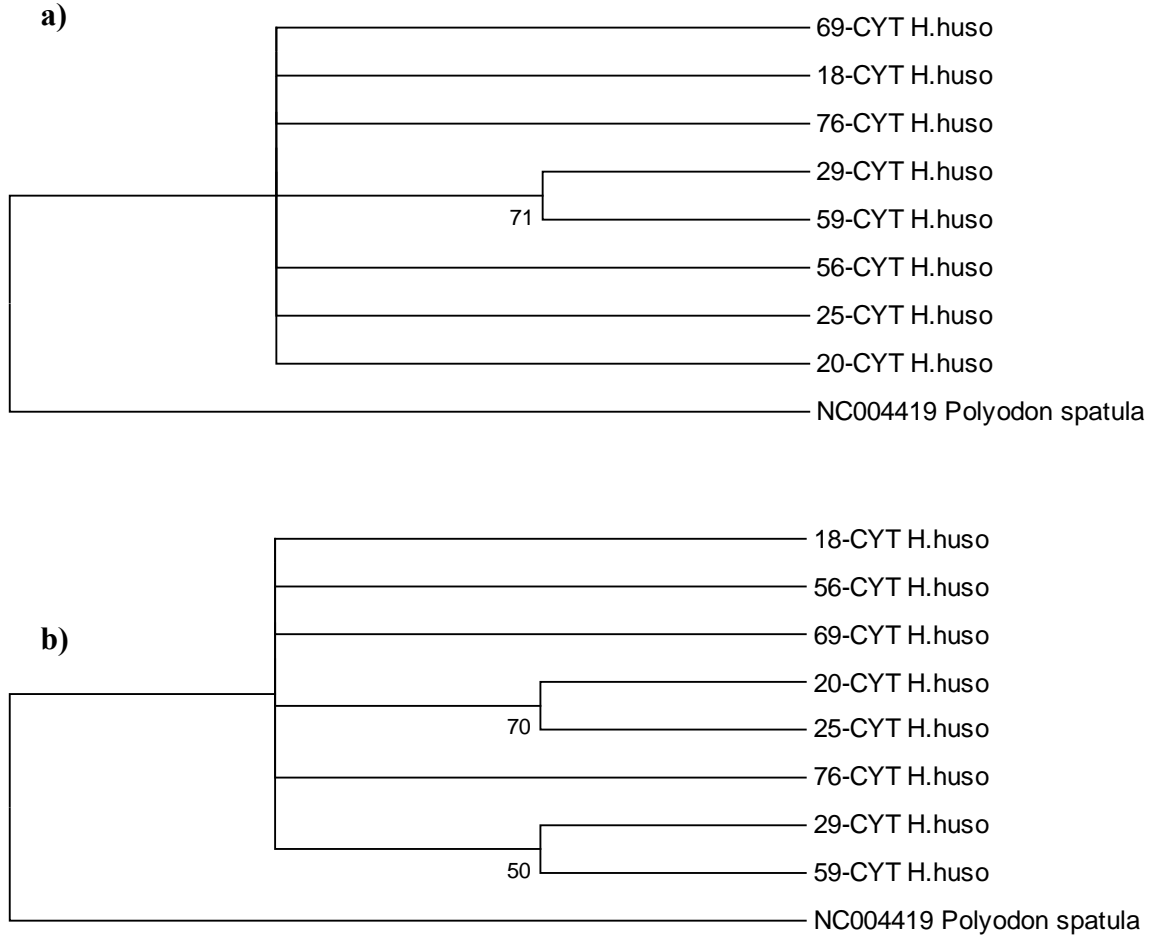 a)
69-CYT H.huso
18-CYT H.huso
76-CYT H.huso
29-CYT H.huso
71
59-CYT H.huso
56-CYT H.huso
25-CYT H.huso
20-CYT H.huso
NC004419 Polyodon spatula
18-CYT H.huso
56-CYT H.huso
b)
69-CYT H.huso
20-CYT H.huso
70
25-CYT H.huso
76-CYT H.huso
29-CYT H.huso
50
59-CYT H.huso
NC004419 Polyodon spatula